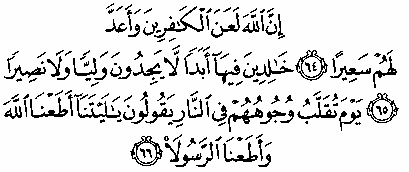 إِنَّ ٱللَّهَ لَعَنَ ٱلْكَٰفِرِينَ وَأَعَدَّ
لَهُمْ سَعِيرًا ﴿٦٤﴾ خَٰلِدِينَ فِيهَآ أَبَدًا لَّا يَجِدُونَ وَلِيًّا وَلَا نَصِيرًا
﴿٦٥﴾ يَوْمَ تُقَلَّبُ وُجُوهُهُمْ فِى ٱلنَّارِ يَقُولُونَ يَٰلَيْتَنَآ أَطَعْنَا ٱللَّهَ
وَأَطَعْنَا ٱلرَّسُولَا۠ ﴿٦٦﴾